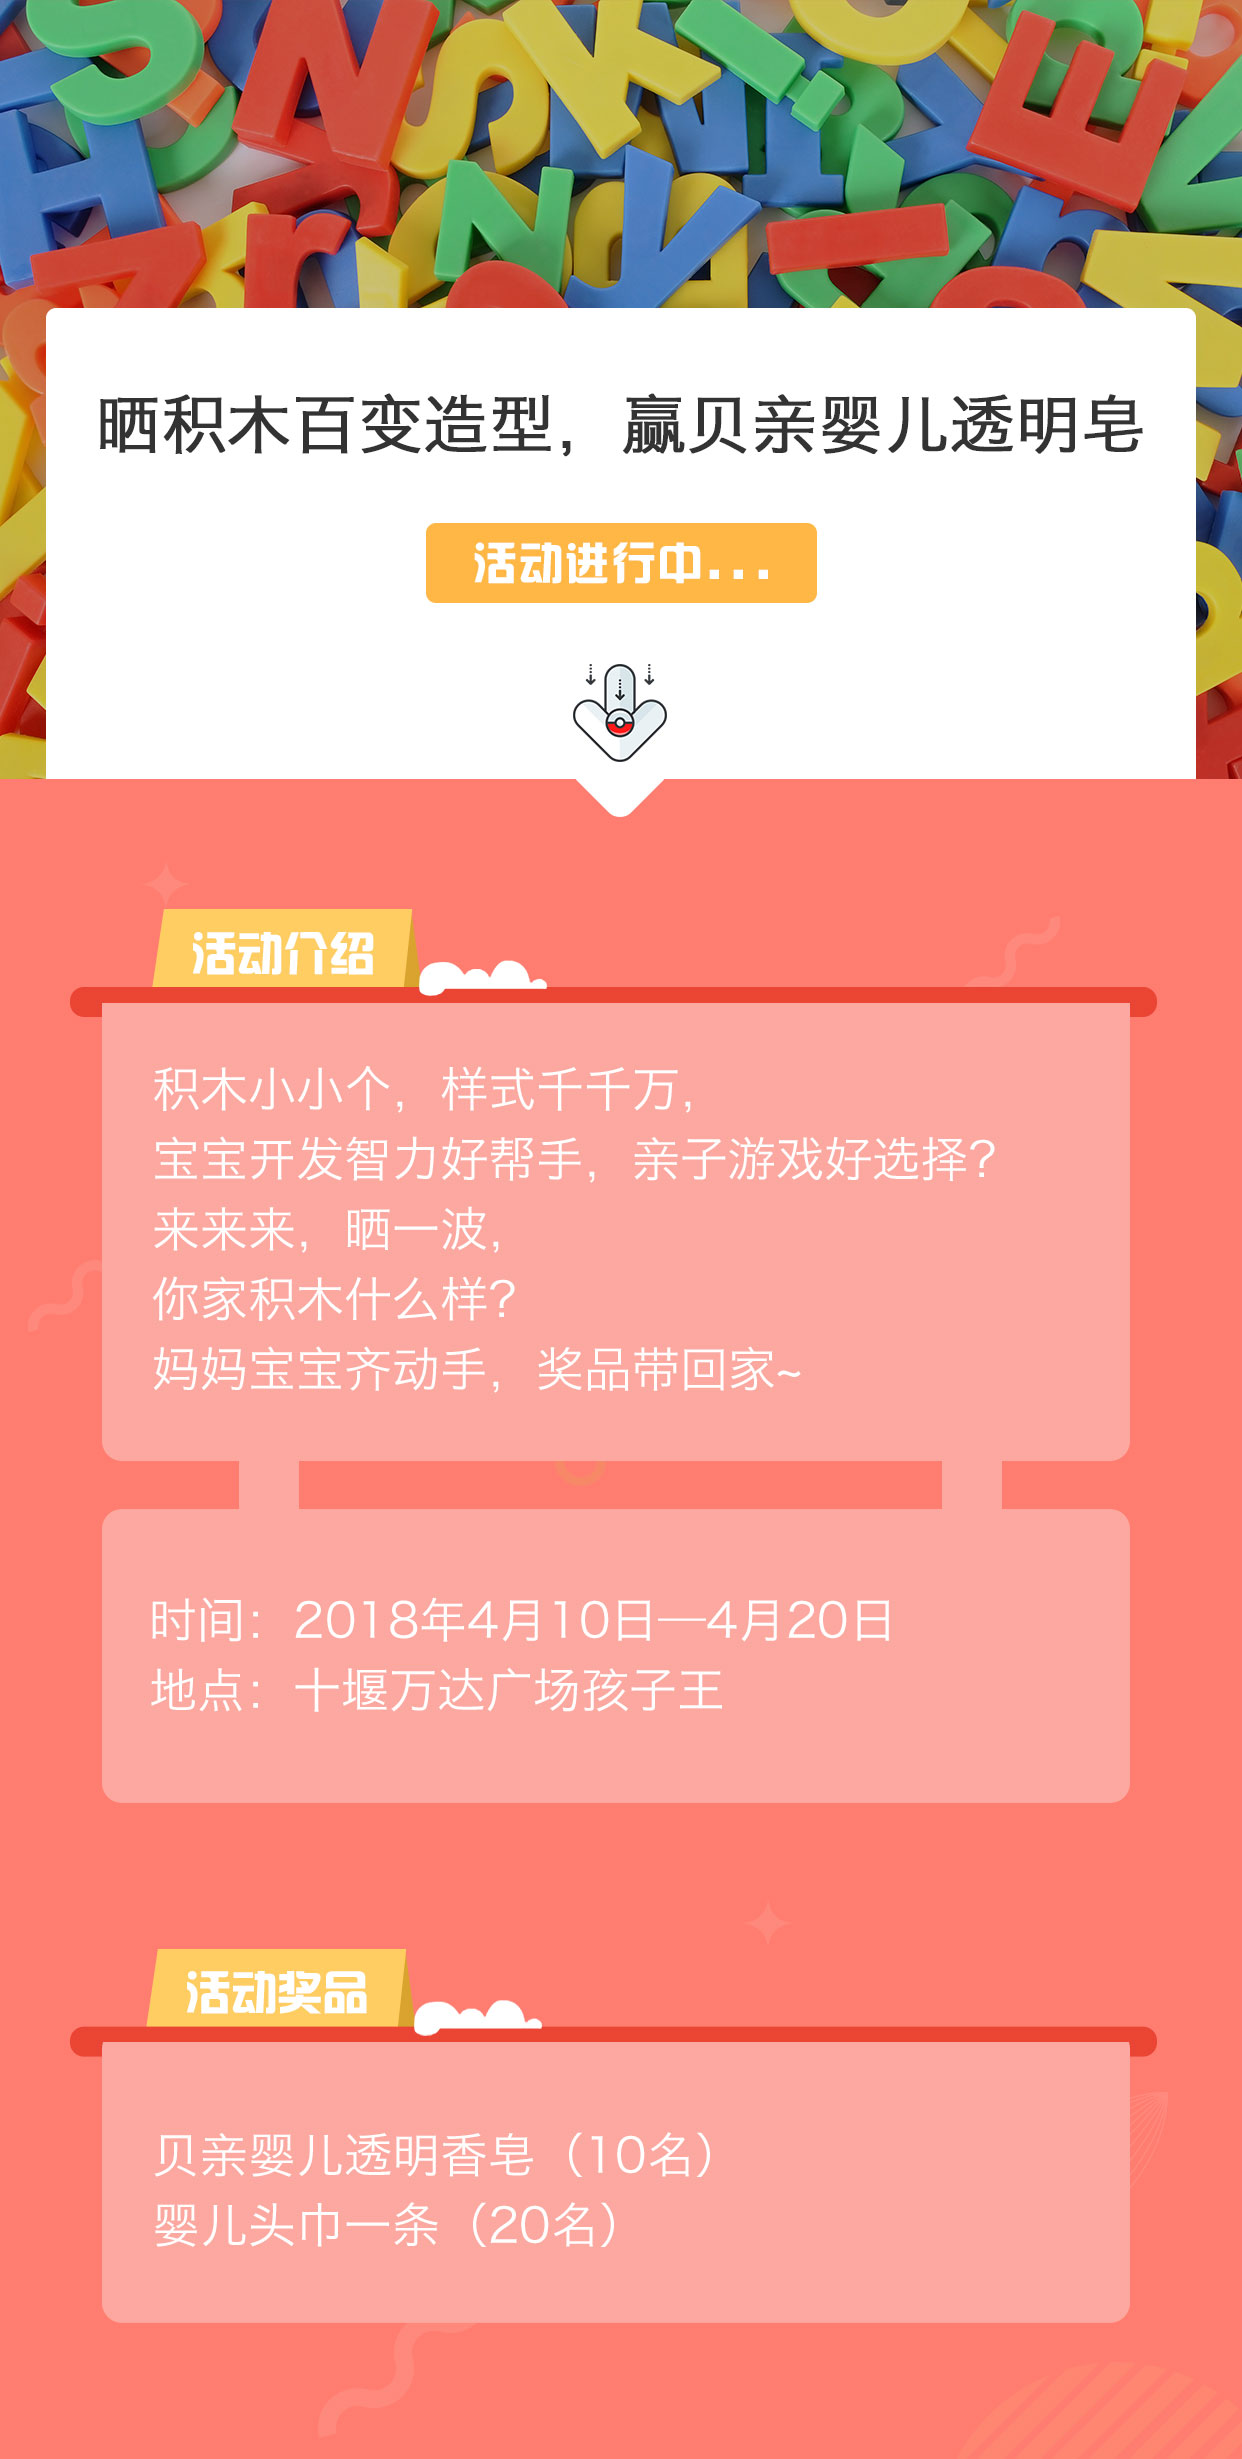 晒积木百变造型，赢贝亲婴儿透明皂
活动进行中...
活动介绍
积木小小个，样式千千万，
宝宝开发智力好帮手，亲子游戏好选择？
来来来，晒一波，
你家积木什么样？
妈妈宝宝齐动手，奖品带回家~
时间：2018年4月10日—4月20日
地点：十堰万达广场孩子王
活动奖品
贝亲婴儿透明香皂（10名）
婴儿头巾一条（20名）